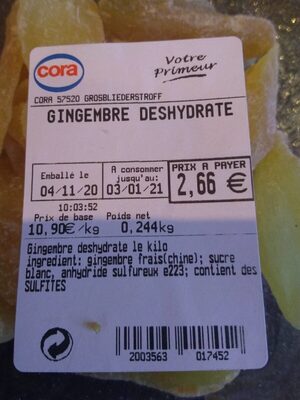 cora
Votre
Primeur
CORA 57520 GROSBLIEDERSTROFF
GINGEMBRE DESHYDRATE
Emballé le
04/11/20
A consommer
jusqu'au:
03/01/21
PRIX A PAYER
2,66 €
10:03:52
Prix de base
10,90€/kg
Poids net
0,244kg
Gingembre deshydrate le kilo
ingredient: gingembre frais(chine); sucre
blanc, anhydride sulfureux e223; contient des
SULFITES
2003563 017452